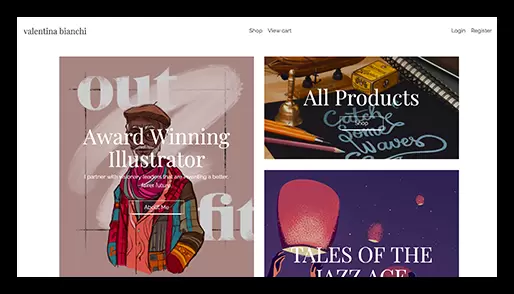 valentina bianchi
Shop View cart
Login Register
out
fit
Award Winning
Illustrator
I partner with visionary leaders that are inventing a better,
fairer future.
About Me
All Products
Shop
Catch
Some
Waves
TALES OF THE
JAZZ AGE